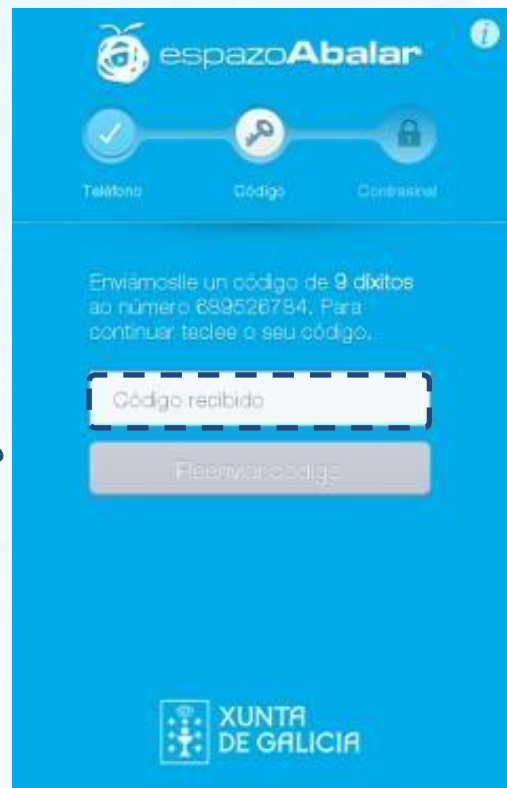 espazoAbalar
i
Teléfono Código Contrasinal
Enviámoslle un código de 9 díxitos
ao número 689526784. Para
continuar teclee o seu código.
Código recibido
Reenviar código
XUNTA
DE GALICIA